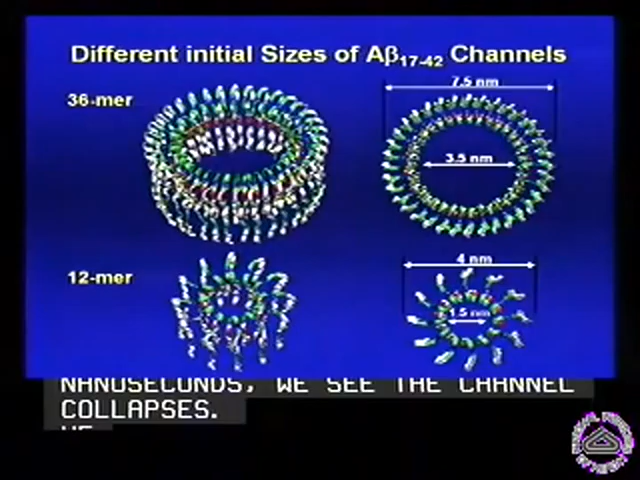 Different initial Sizes of Aβ17-42 Channels
7.5 nm
36-mer
3.5 nm
4 nm
12-mer
1.5 nm
NANOSECONDS, WE SEE THE CHANNEL
COLLAPSES.